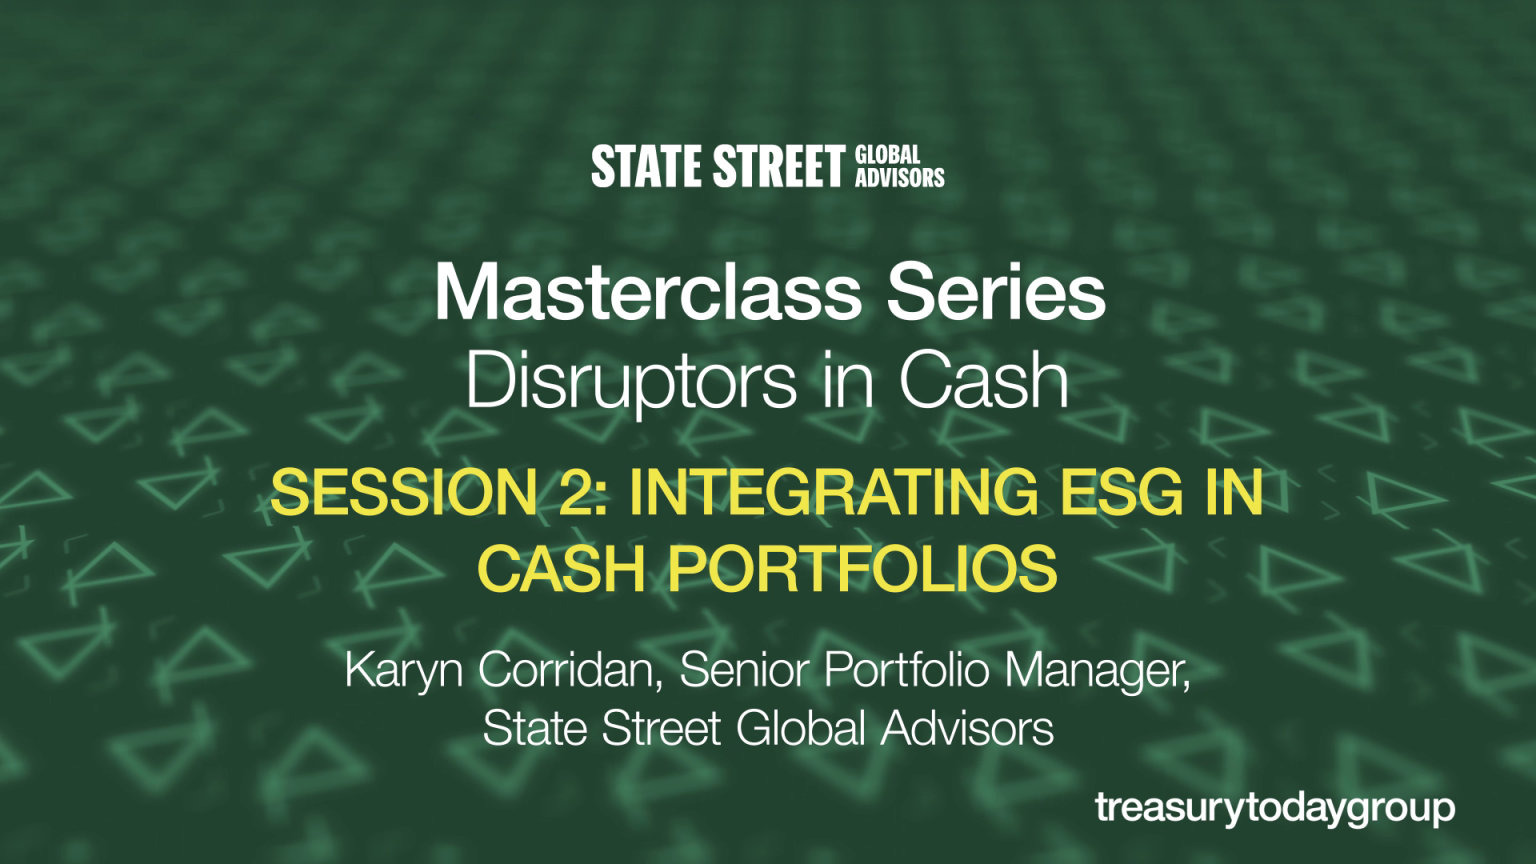 STATE STREET GLOBAL ADVISORS
Masterclass Series
Disruptors in Cash
SESSION 2: INTEGRATING ESG IN
CASH PORTFOLIOS
Karyn Corridan, Senior Portfolio Manager,
State Street Global Advisors
treasurytodaygroup